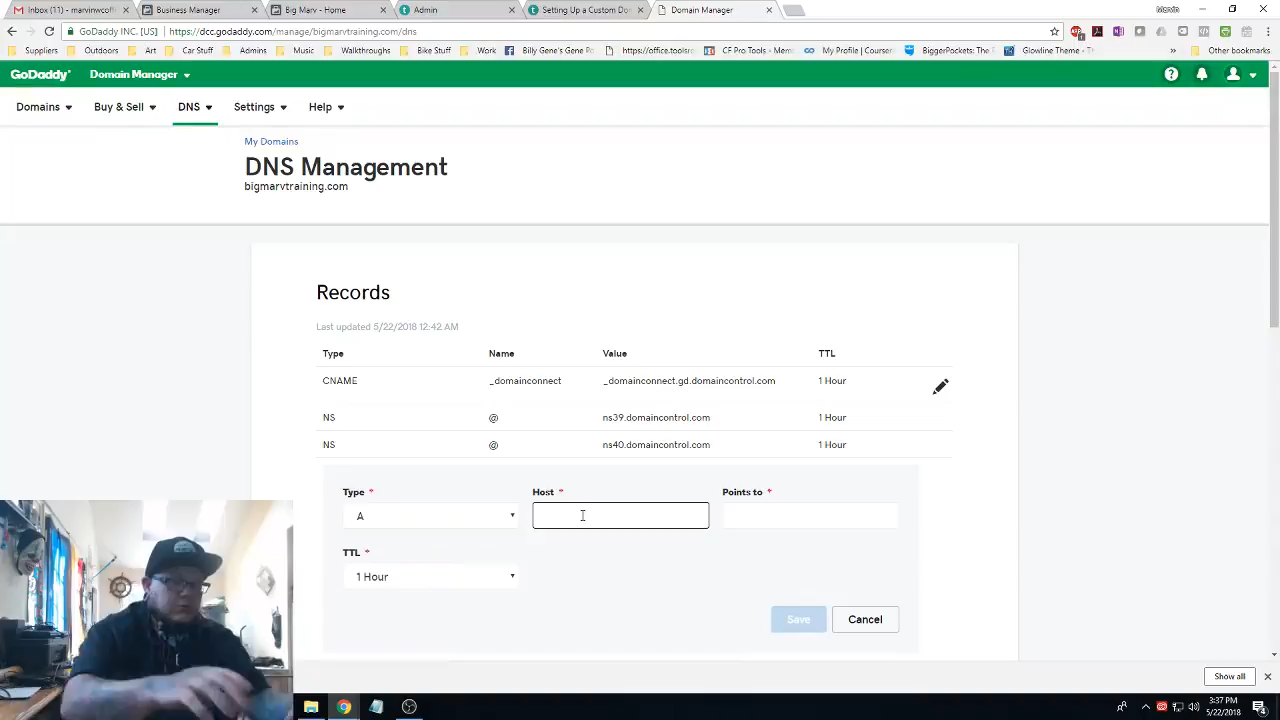 Inbox (11) - marvinwcoff
Business Manager
Big Marv - Home
Admin
Setting Up a Custom Do
Domain Manager
GoDaddy INC. [US]
https://dcc.godaddy.com/manage/bigmarvtraining.com/dns
Suppliers
Outdoors
Art
Car Stuff
Admins
Music
Walkthroughs
Bike Stuff
Work
Billy Gene's Gene Po
https://office.toolsro
CF Pro Tools - Mem
My Profile | Courser
BiggerPockets: The
Glowline Theme - T
»
Other bookmarks
GoDaddy
Domain Manager
Domains
Buy & Sell
DNS
Settings
Help
My Domains
DNS Management
bigmarvtraining.com
Records
Last updated 5/22/2018 12:42 AM
Type Name Value TTL
CNAME _domainconnect _domainconnect.gd.domaincontrol.com 1 Hour
NS @ ns39.domaincontrol.com 1 Hour
NS @ ns40.domaincontrol.com 1 Hour
Type * Host * Points to *
A
TTL *
1 Hour
Save Cancel
Show all
3:37 PM
5/22/2018